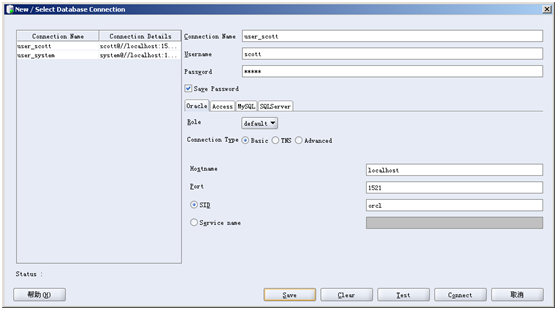 New / Select Database Connection
Connection Name Connection Details
user_scott scott@//localhost:15...
user_system system@//localhost:1...
Connection Name user_scott
Username scott
Password *****
Save Password
Oracle Access MySQL SQLServer
Role default
Connection Type Basic TNS Advanced
Hostname localhost
Port 1521
SID orcl
Service name
Status :
帮助(H) Save Clear Test Connect 取消